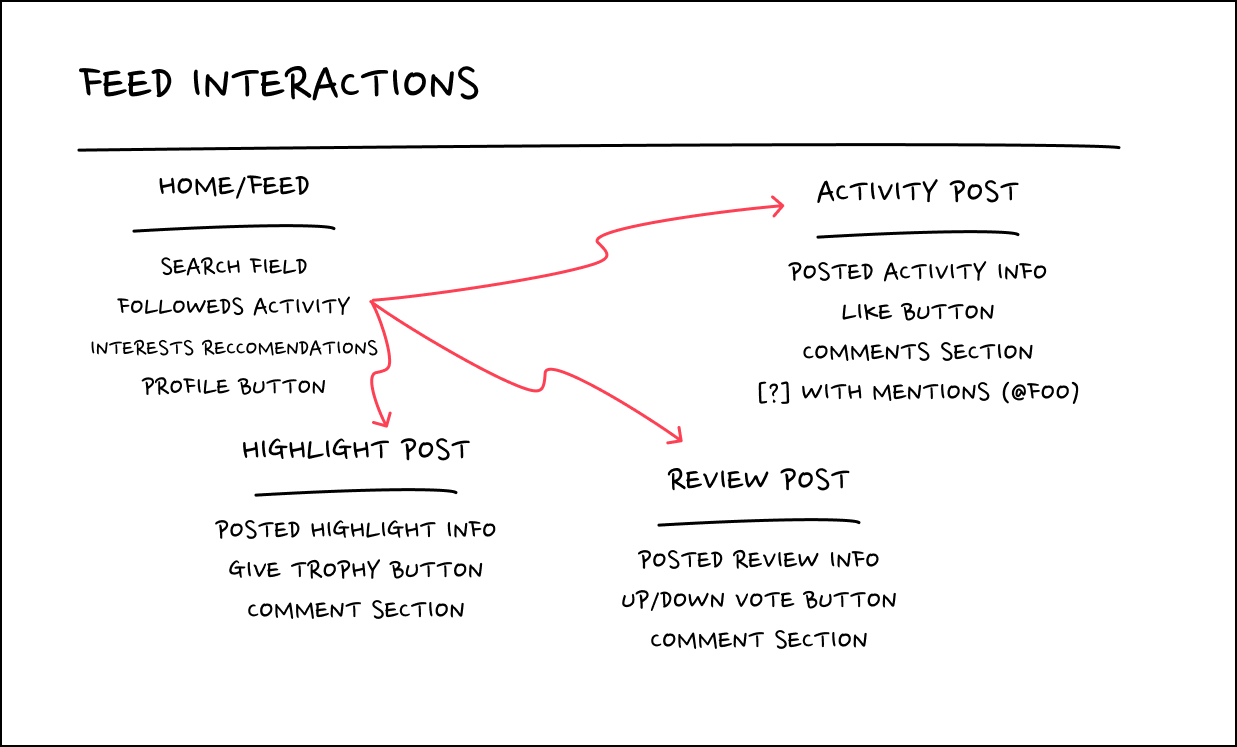 FEED INTERACTIONS
HOME/FEED
SEARCH FIELD
FOLLOWEDS ACTIVITY
INTERESTS RECCOMENDATIONS
PROFILE BUTTON
ACTIVITY POST
POSTED ACTIVITY INFO
LIKE BUTTON
COMMENTS SECTION
[?] WITH MENTIONS (@FOO)
HIGHLIGHT POST
POSTED HIGHLIGHT INFO
GIVE TROPHY BUTTON
COMMENT SECTION
REVIEW POST
POSTED REVIEW INFO
UP/DOWN VOTE BUTTON
COMMENT SECTION